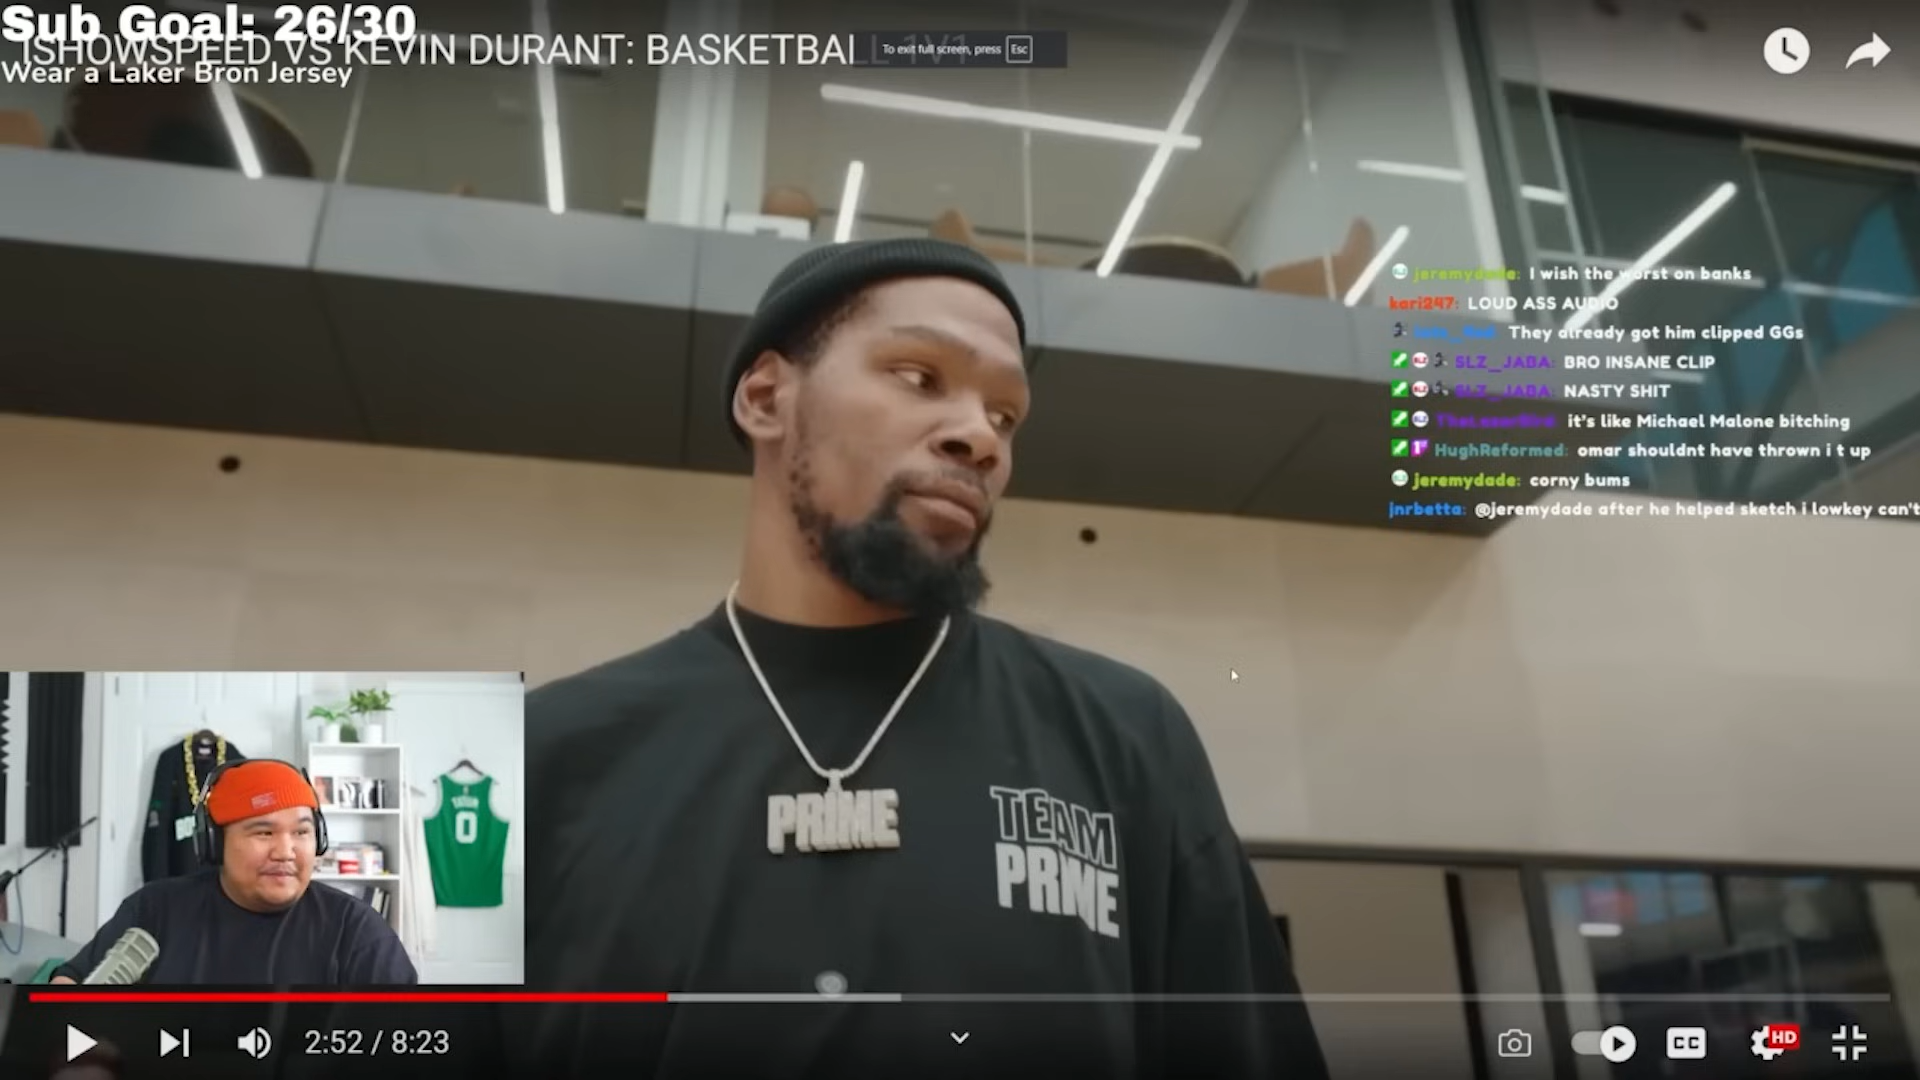 Sub Goal: 26/30
ISHOWSPEED VS KEVIN DURANT: BASKETBALL 1V1
To exit full screen, press Esc
Wear a Laker Bron Jersey
jeremydade: I wish the worst on banks
kari247: LOUD ASS AUDIO
They already got him clipped GGs
SLZ_JABA: BRO INSANE CLIP
SLZ_JABA: NASTY SHIT
it's like Michael Malone bitching
HughReformed: omar shouldnt have thrown i t up
jeremydade: corny bums
jnrbetta: @jeremydade after he helped sketch i lowkey can't
PRIME
TEAM
PRIME
TATUM
0
2:52 / 8:23
CC
HD